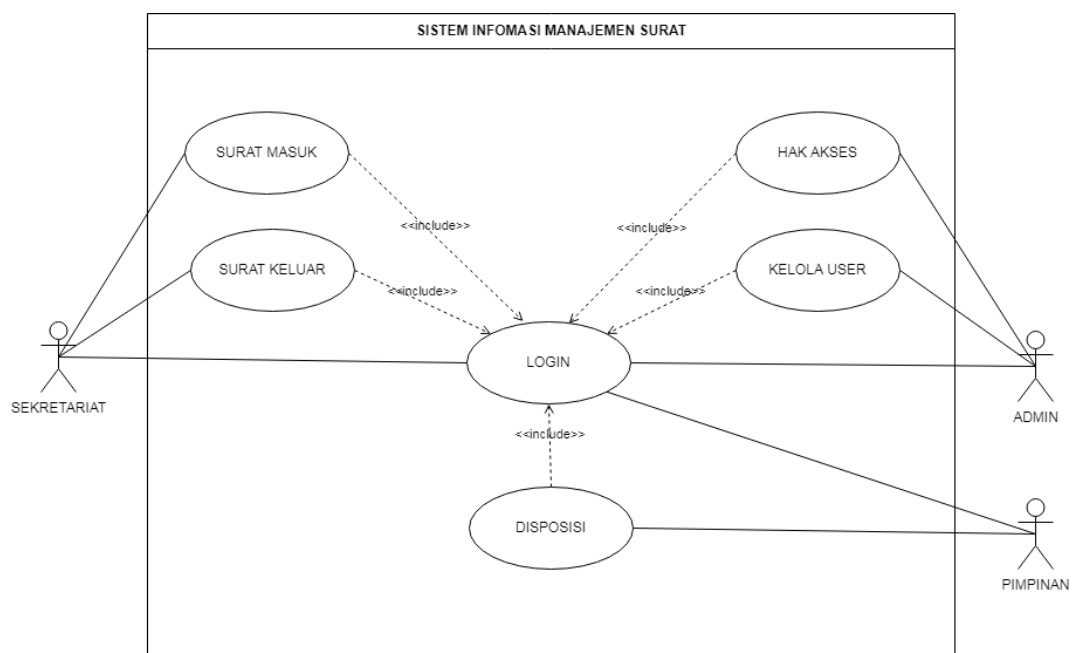 SISTEM INFOMASI MANAJEMEN SURAT
SURAT MASUK
HAK AKSES
<<include>>
<<include>>
SURAT KELUAR
KELOLA USER
<<include>>
<<include>>
LOGIN
SEKRETARIAT
ADMIN
<<include>>
DISPOSISI
PIMPINAN